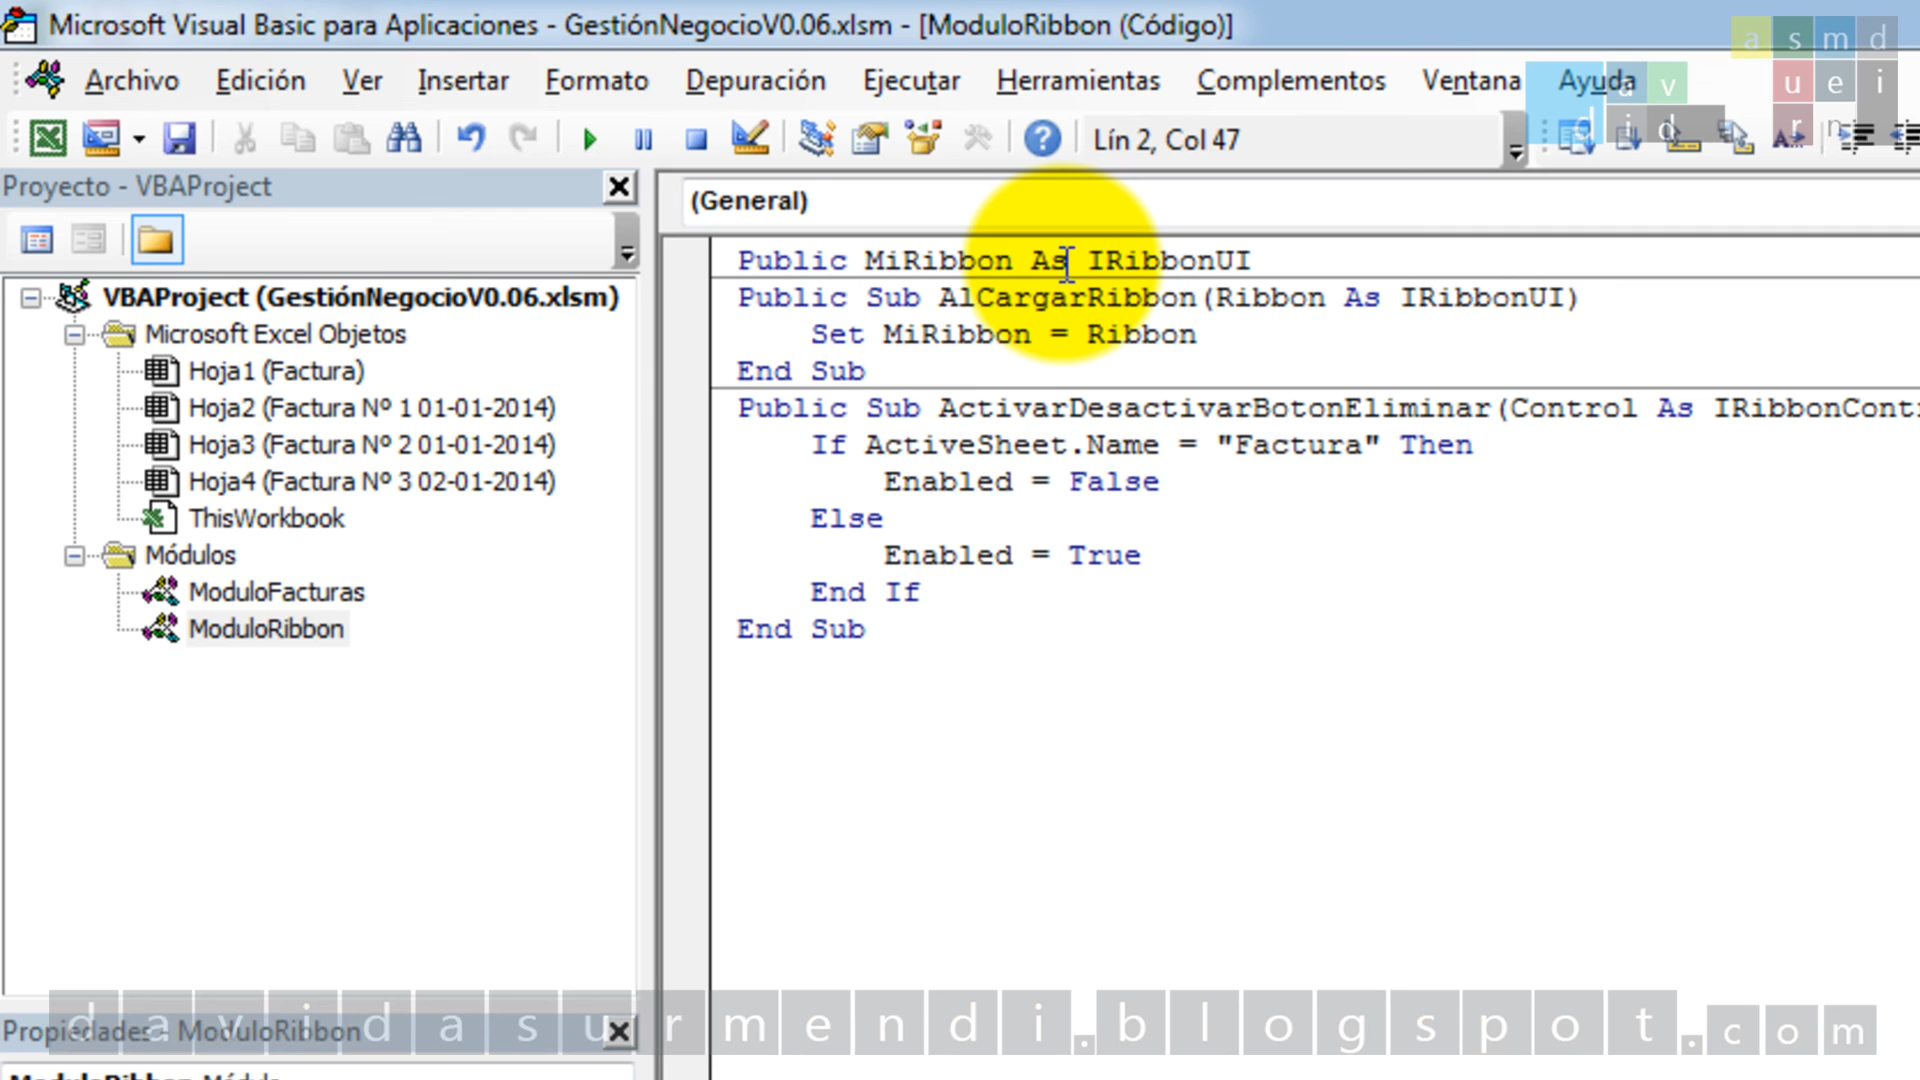 Microsoft Visual Basic para Aplicaciones - GestiónNegocioV0.06.xlsm - [ModuloRibbon (Código)]
Archivo Edición Ver Insertar Formato Depuración Ejecutar Herramientas Complementos Ventana Ayuda
Lín 2, Col 47
a s m d
a v u e i
d i d r n
Proyecto - VBAProject
(General)
VBAProject (GestiónNegocioV0.06.xlsm)
Microsoft Excel Objetos
Hoja1 (Factura)
Hoja2 (Factura Nº 1 01-01-2014)
Hoja3 (Factura Nº 2 01-01-2014)
Hoja4 (Factura Nº 3 02-01-2014)
ThisWorkbook
Módulos
ModuloFacturas
ModuloRibbon
Public MiRibbon As IRibbonUI
Public Sub AlCargarRibbon(Ribbon As IRibbonUI)
Set MiRibbon = Ribbon
End Sub
Public Sub ActivarDesactivarBotonEliminar(Control As IRibbonCont
If ActiveSheet.Name = "Factura" Then
Enabled = False
Else
Enabled = True
End If
End Sub
Propiedades - ModuloRibbon
davidasurmendi.blogspot.com
ModuloRibbon Módulo